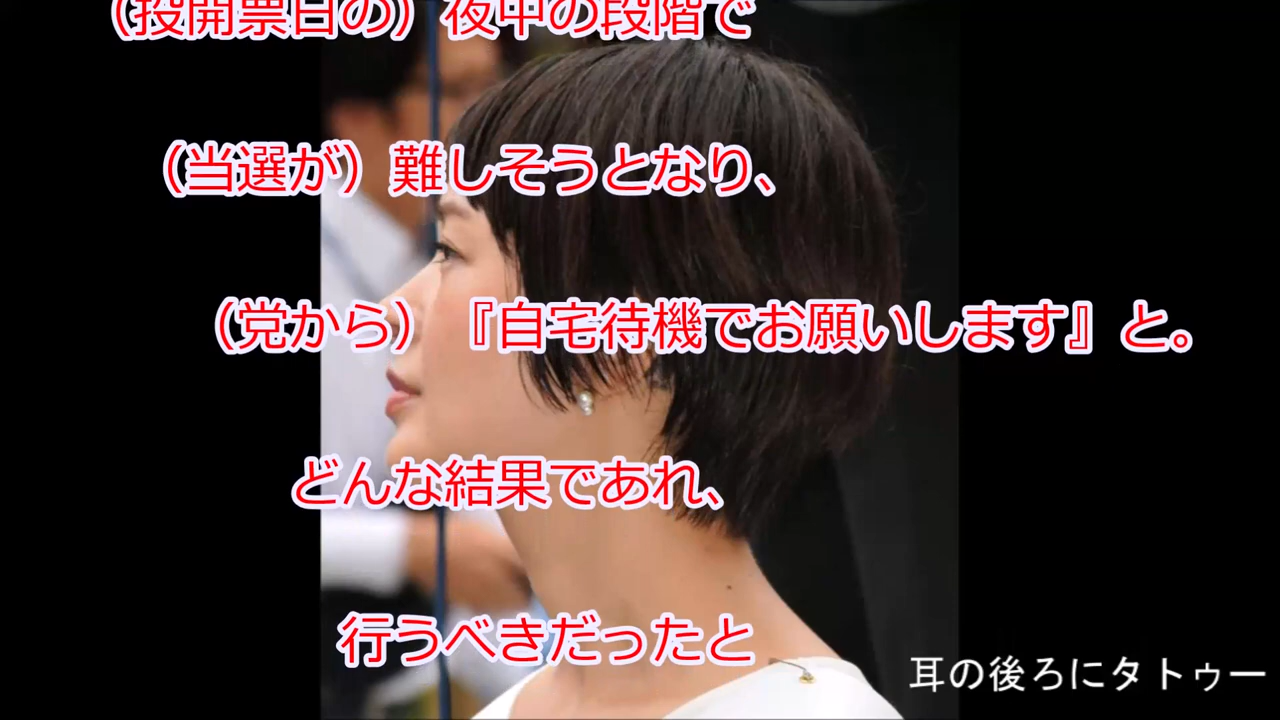 （投開票日の）夜中の段階で
（当選が）難しそうとなり、
（党から）『自宅待機でお願いします』と。
どんな結果であれ、
行うべきだったと
耳の後ろにタトゥー